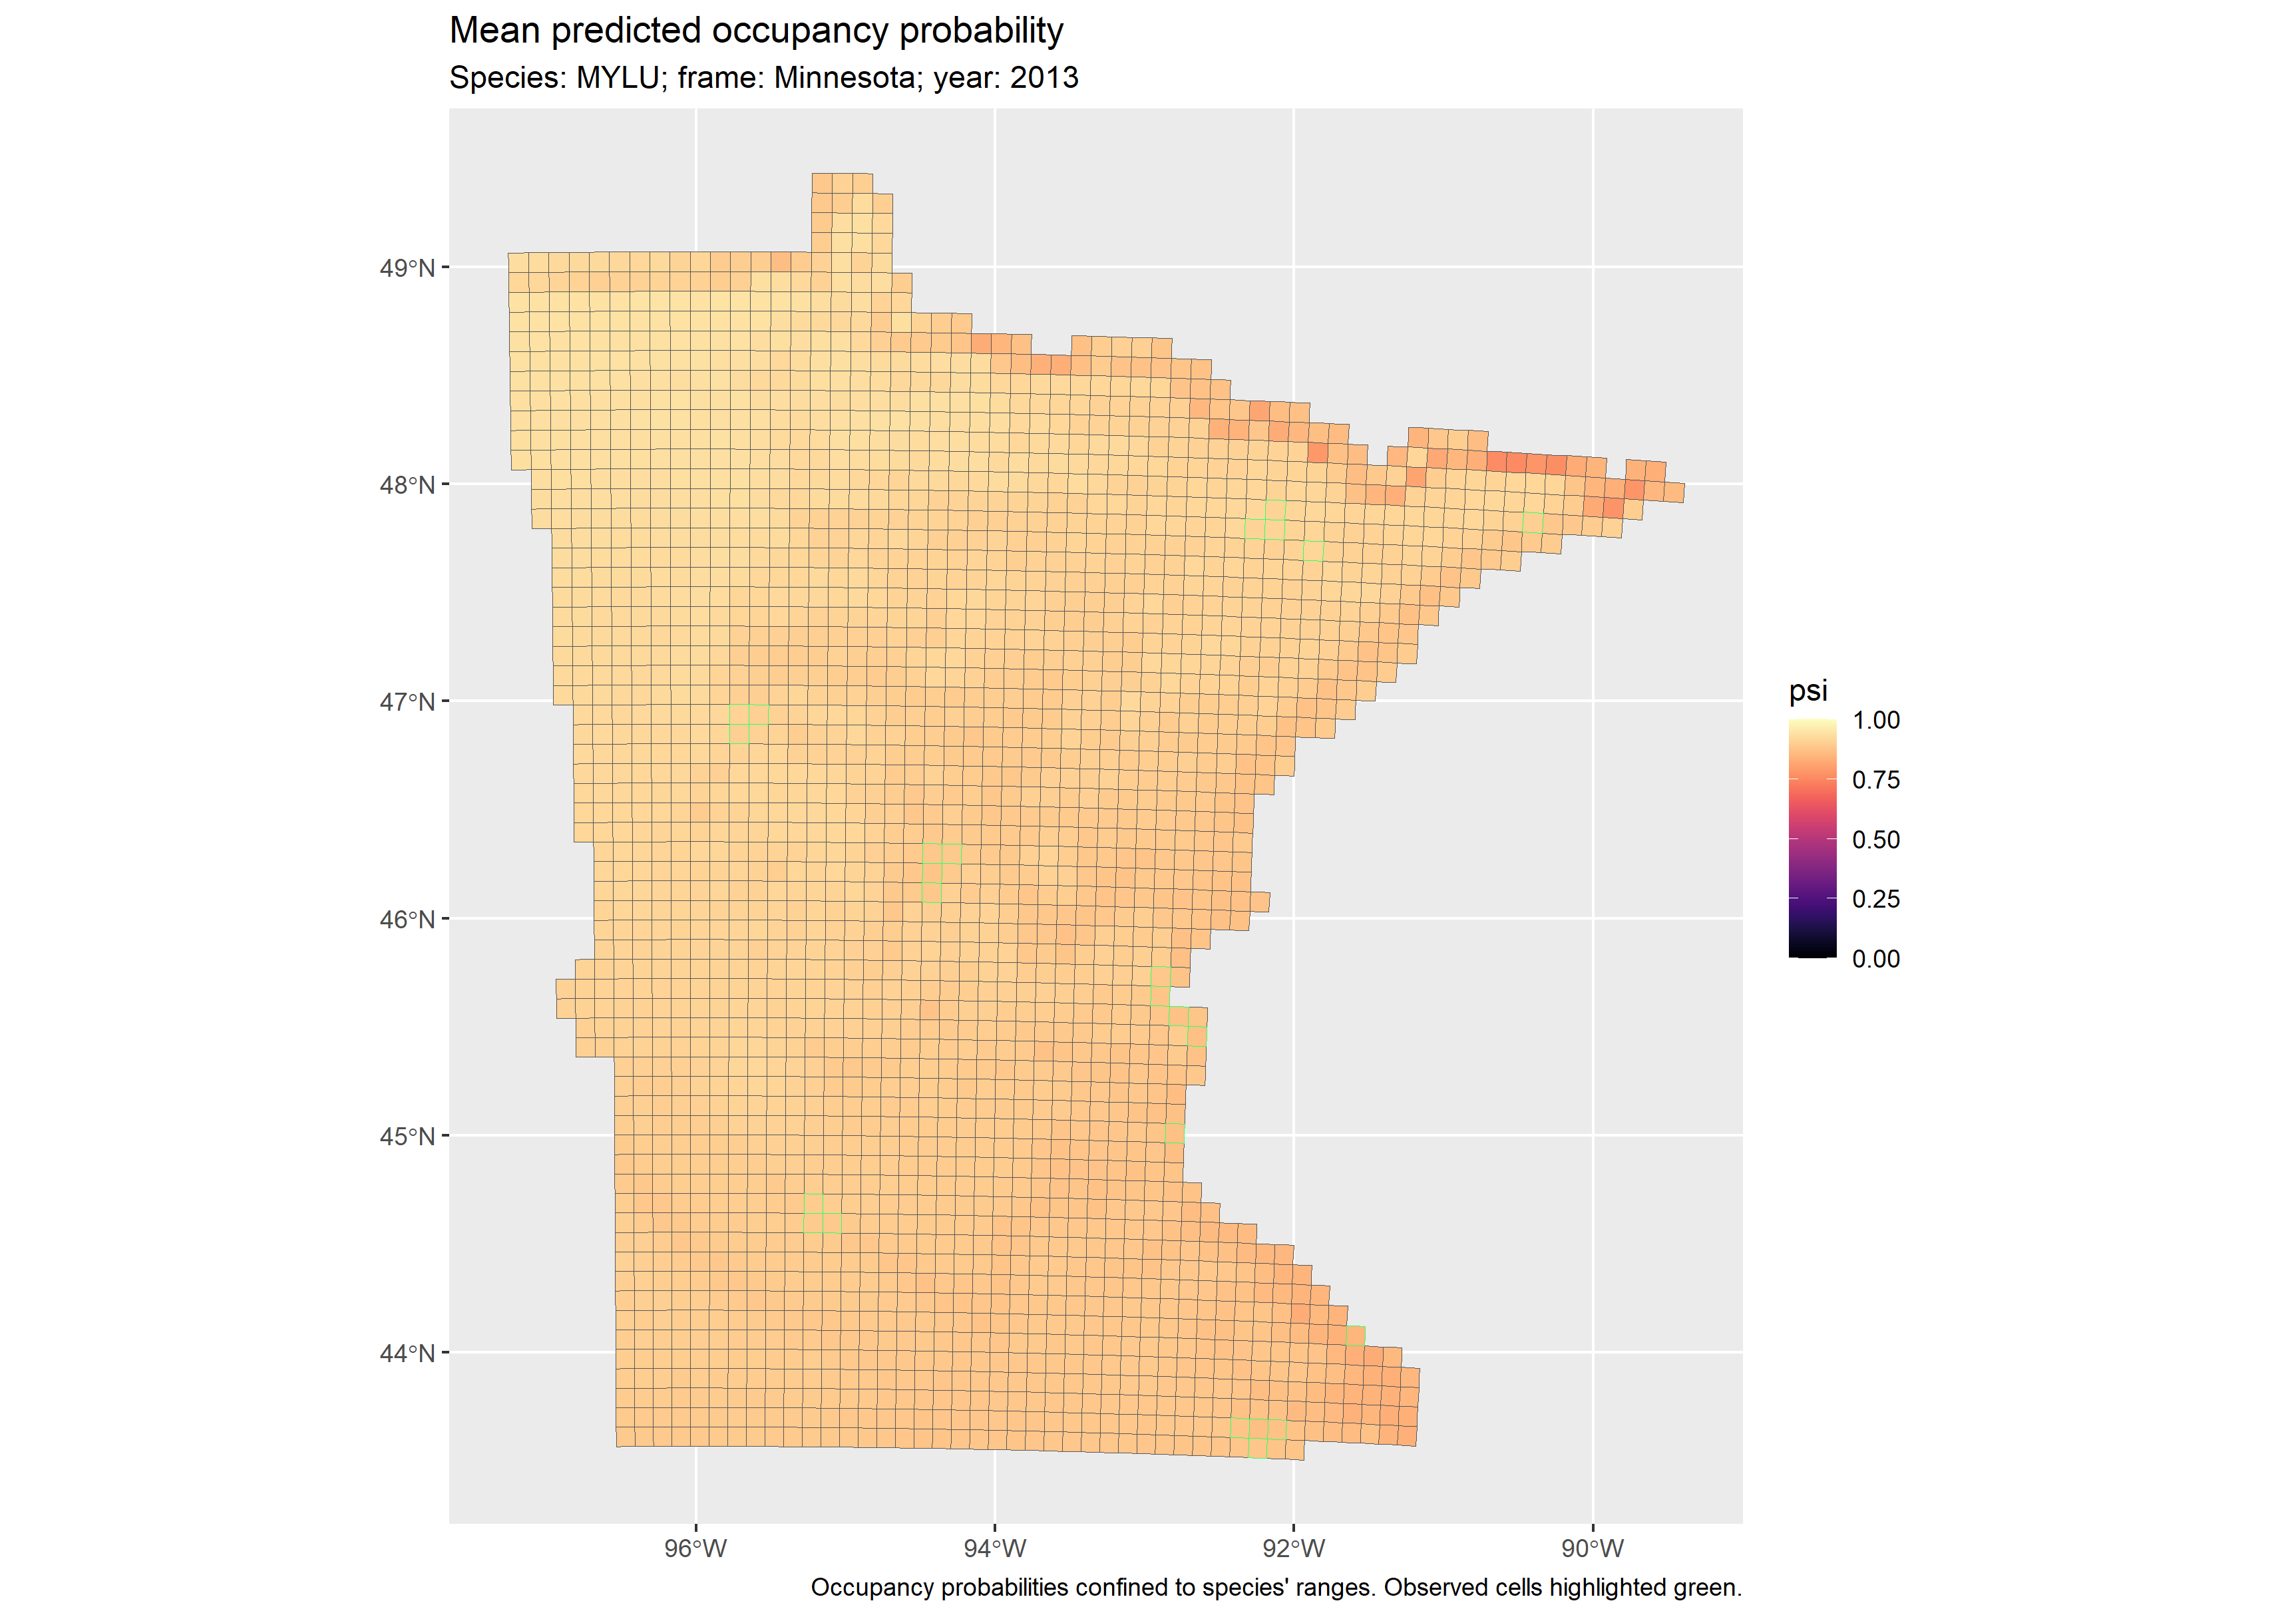 Mean predicted occupancy probability
Species: MYLU; frame: Minnesota; year: 2013
49°N
48°N
47°N
46°N
45°N
44°N
96°W
94°W
92°W
90°W
psi
1.00
0.75
0.50
0.25
0.00
Occupancy probabilities confined to species' ranges. Observed cells highlighted green.